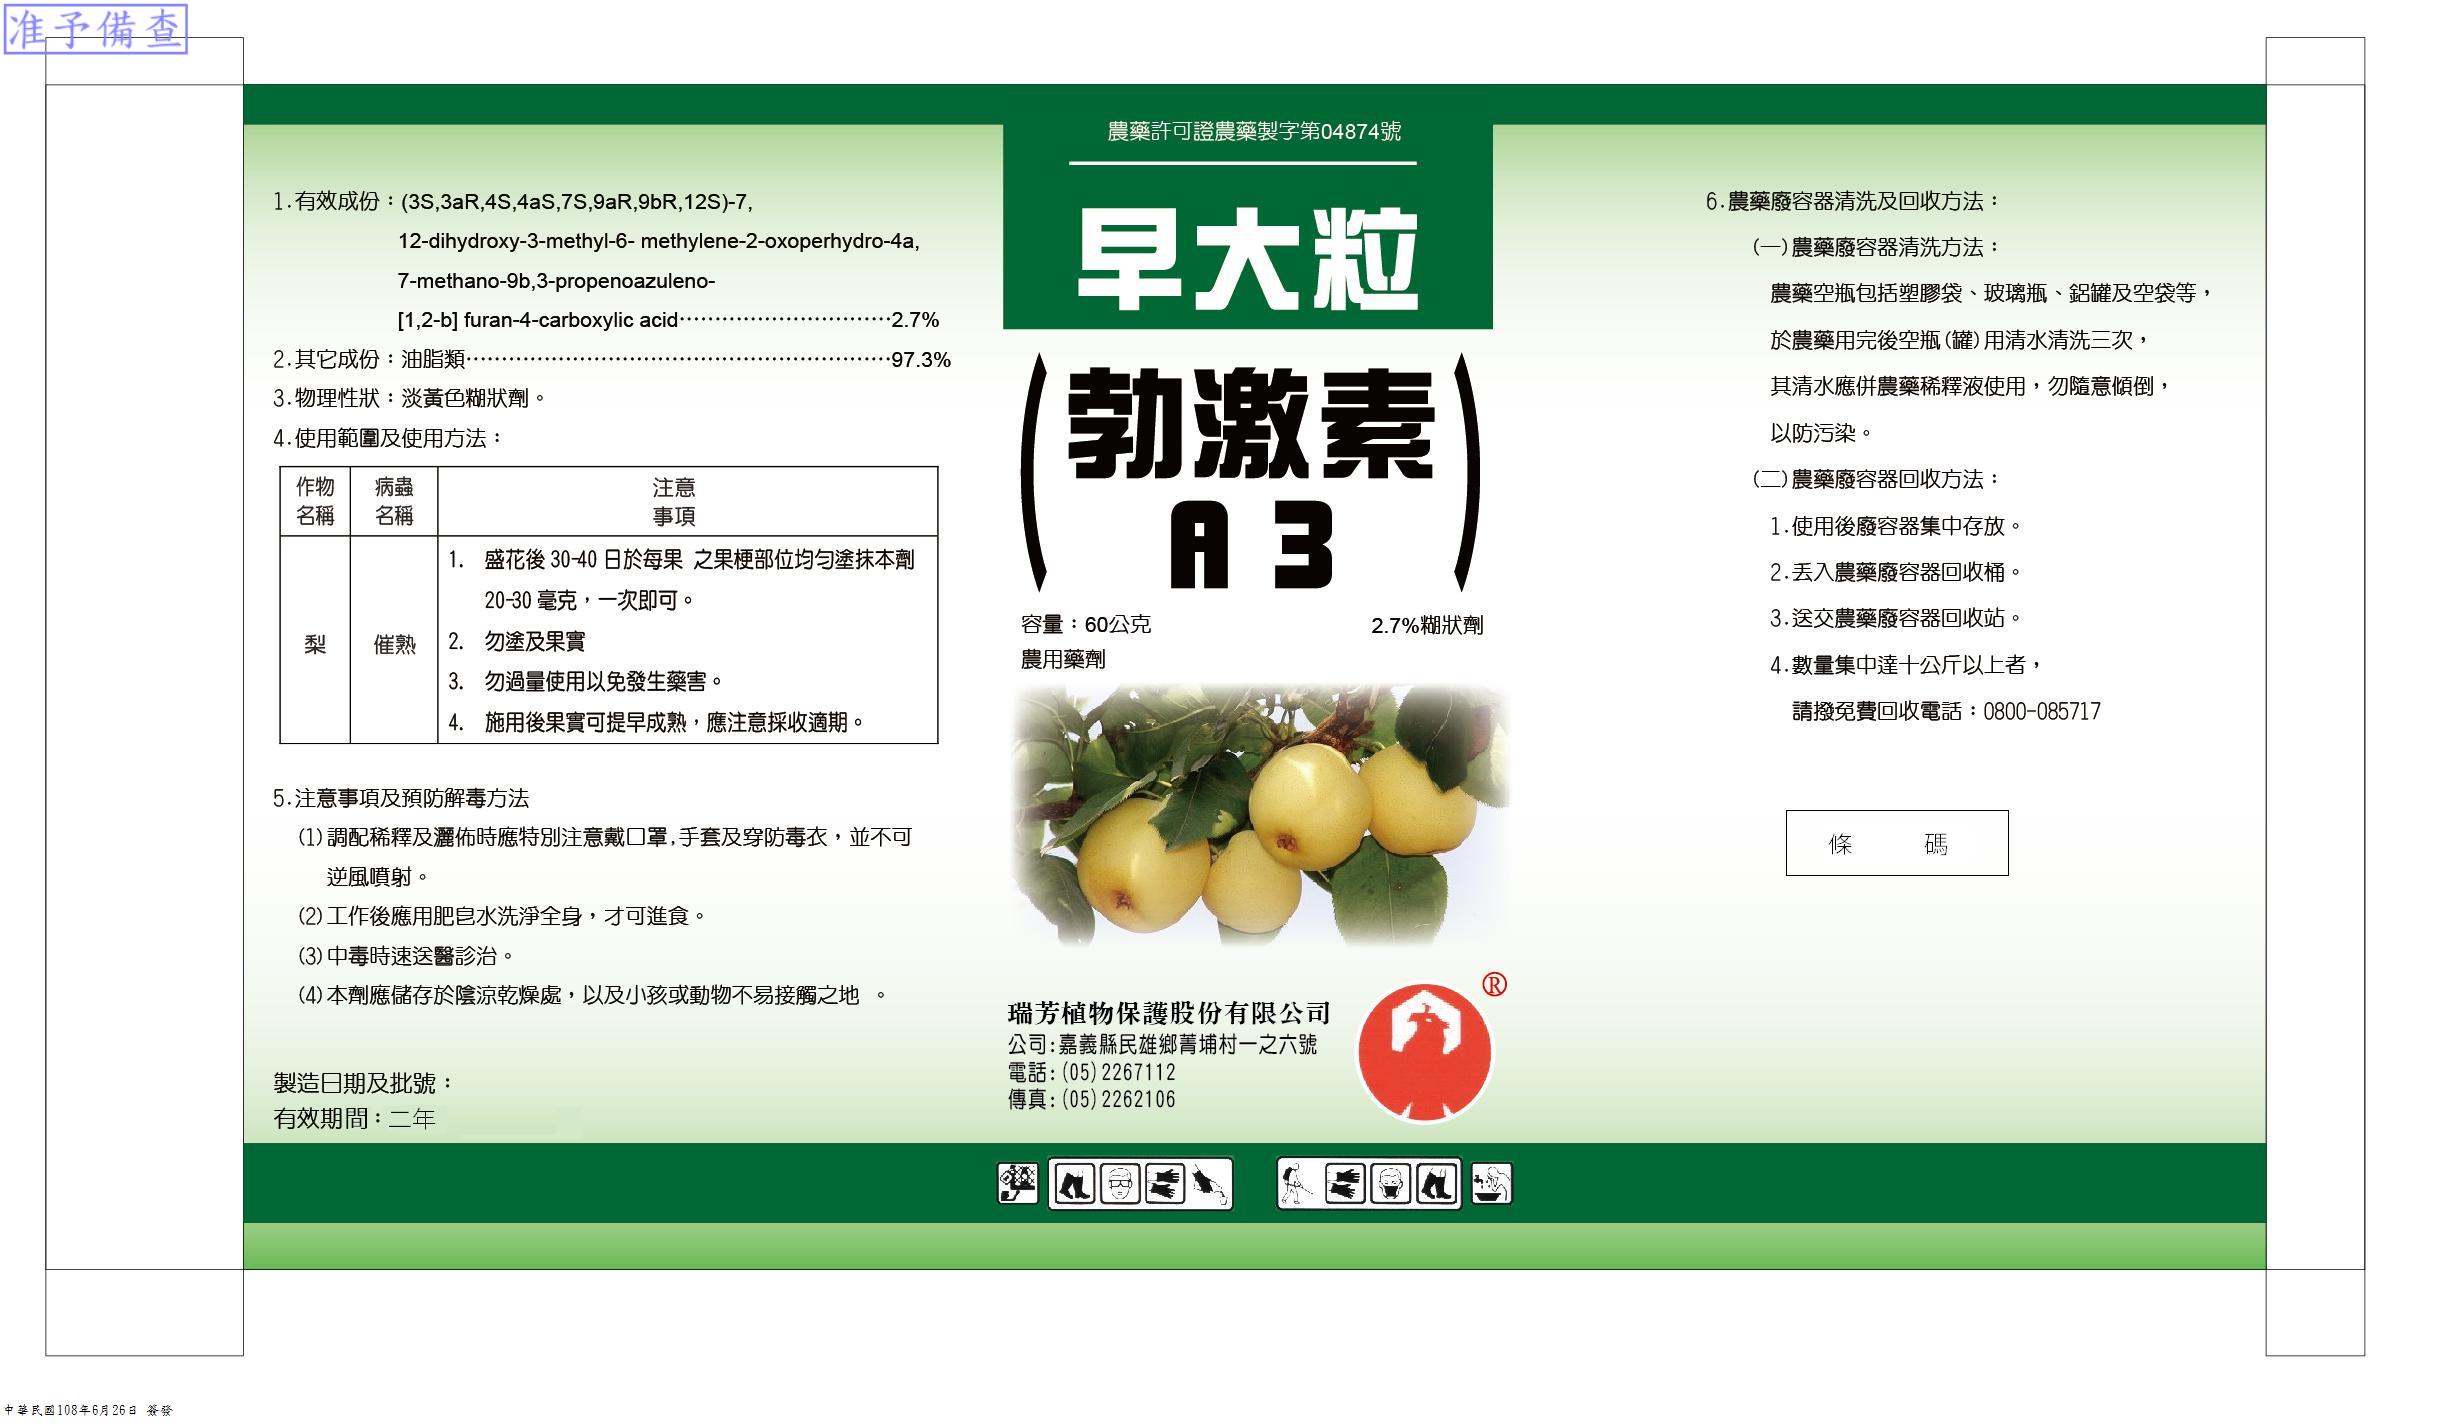 准予備查
農藥許可證農藥製字第04874號
早大粒
(勃激素
A3)
容量：60公克 2.7%糊狀劑
農用藥劑
瑞芳植物保護股份有限公司
公司:嘉義縣民雄鄉菁埔村一之六號
電話:(05)2267112
傳真:(05)2262106
®
1.有效成份：(3S,3aR,4S,4aS,7S,9aR,9bR,12S)-7,
12-dihydroxy-3-methyl-6- methylene-2-oxoperhydro-4a,
7-methano-9b,3-propenoazuleno-
[1,2-b] furan-4-carboxylic acid…………………………2.7%
2.其它成份：油脂類……………………………………………………97.3%
3.物理性狀：淡黃色糊狀劑。
4.使用範圍及使用方法：
作物名稱 病蟲名稱 注意事項
梨 催熟
1. 盛花後 30-40 日於每果 之果梗部位均勻塗抹本劑
20-30 毫克，一次即可。
2. 勿塗及果實
3. 勿過量使用以免發生藥害。
4. 施用後果實可提早成熟，應注意採收適期。
5.注意事項及預防解毒方法
(1)調配稀釋及灑佈時應特別注意戴口罩,手套及穿防毒衣，並不可
逆風噴射。
(2)工作後應用肥皂水洗淨全身，才可進食。
(3)中毒時速送醫診治。
(4)本劑應儲存於陰涼乾燥處，以及小孩或動物不易接觸之地 。
製造日期及批號：
有效期間：二年
6.農藥廢容器清洗及回收方法：
(一)農藥廢容器清洗方法：
農藥空瓶包括塑膠袋、玻璃瓶、鋁罐及空袋等，
於農藥用完後空瓶(罐)用清水清洗三次，
其清水應併農藥稀釋液使用，勿隨意傾倒，
以防污染。
(二)農藥廢容器回收方法：
1.使用後廢容器集中存放。
2.丟入農藥廢容器回收桶。
3.送交農藥廢容器回收站。
4.數量集中達十公斤以上者，
請撥免費回收電話：0800-085717
條 碼
中華民國108年6月26日 簽發